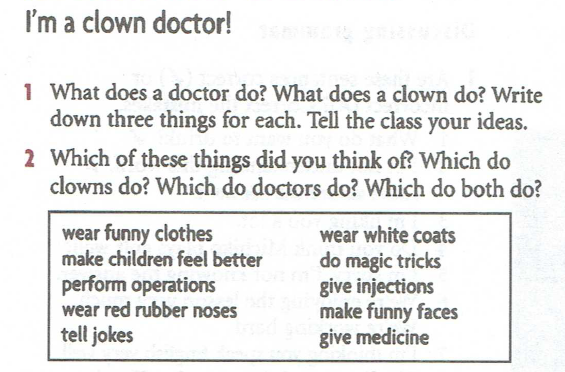 I'm a clown doctor!
1 What does a doctor do? What does a clown do? Write
down three things for each. Tell the class your ideas.
2 Which of these things did you think of? Which do
clowns do? Which do doctors do? Which do both do?
wear funny clothes
make children feel better
perform operations
wear red rubber noses
tell jokes
wear white coats
do magic tricks
give injections
make funny faces
give medicine